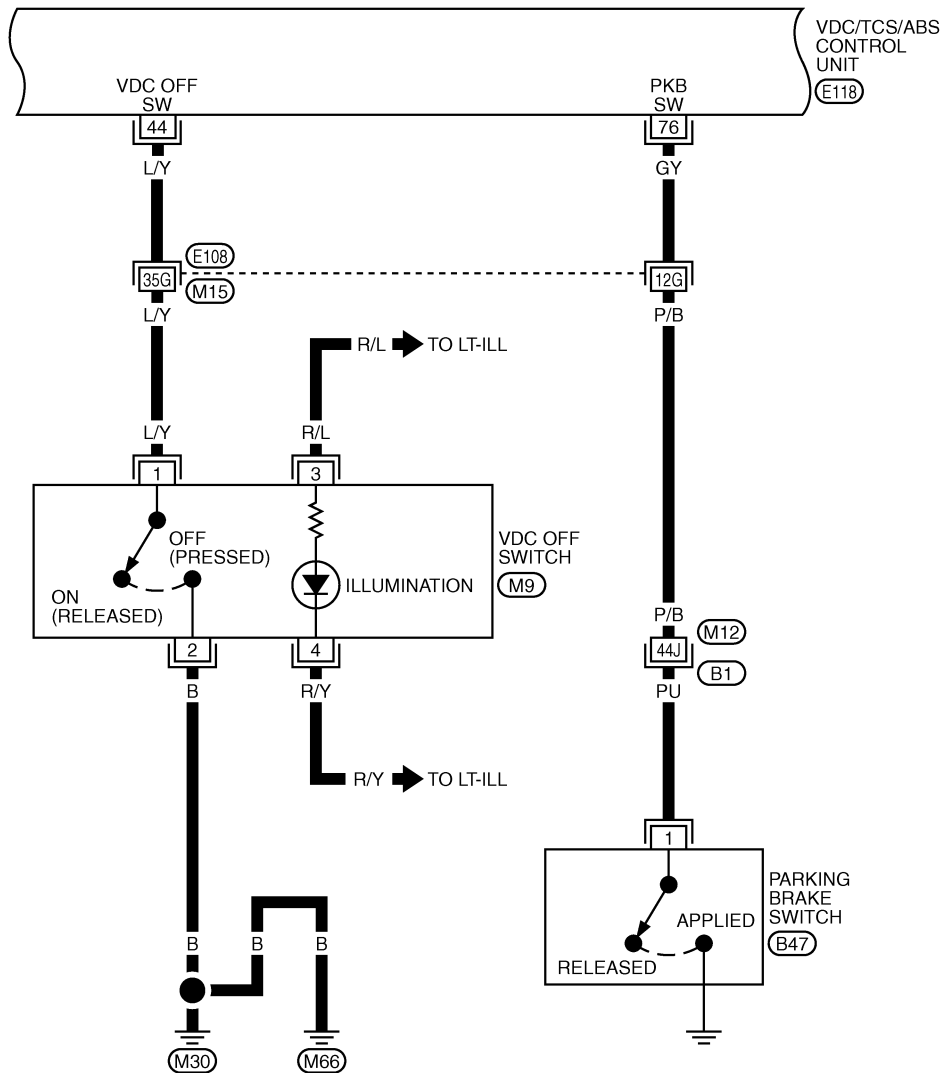 VDC/TCS/ABS
CONTROL
UNIT
E118
VDC OFF
SW
PKB
SW
44
76
L/Y
GY
E108
35G
12G
M15
L/Y
P/B
R/L
TO LT-ILL
L/Y
R/L
1
3
OFF
(PRESSED)
ON
(RELEASED)
ILLUMINATION
VDC OFF
SWITCH
M9
P/B
M12
2
4
44J
B1
B
R/Y
PU
R/Y
TO LT-ILL
1
PARKING
BRAKE
SWITCH
B47
APPLIED
RELEASED
B
B
B
M30
M66